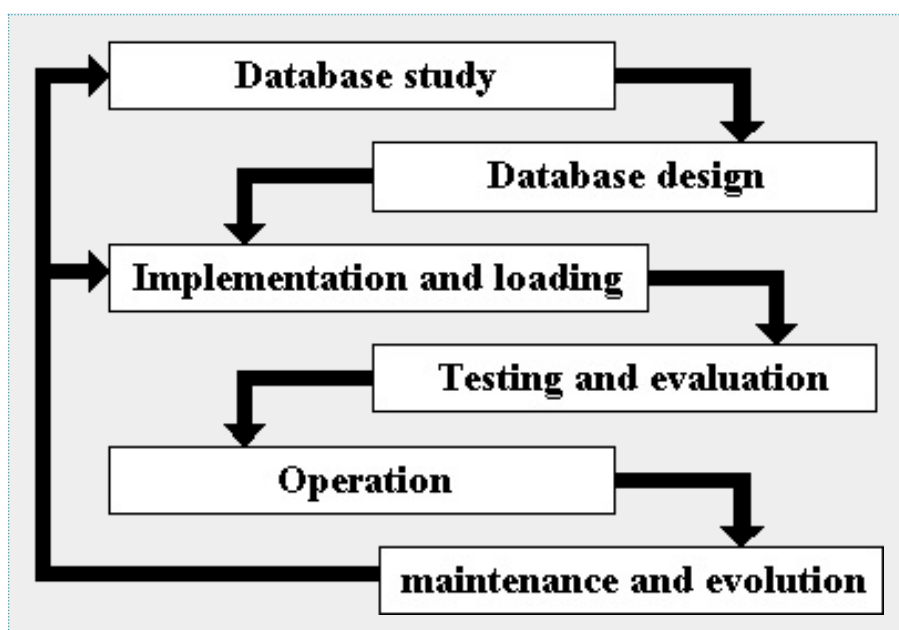 Database study
Database design
Implementation and loading
Testing and evaluation
Operation
maintenance and evolution